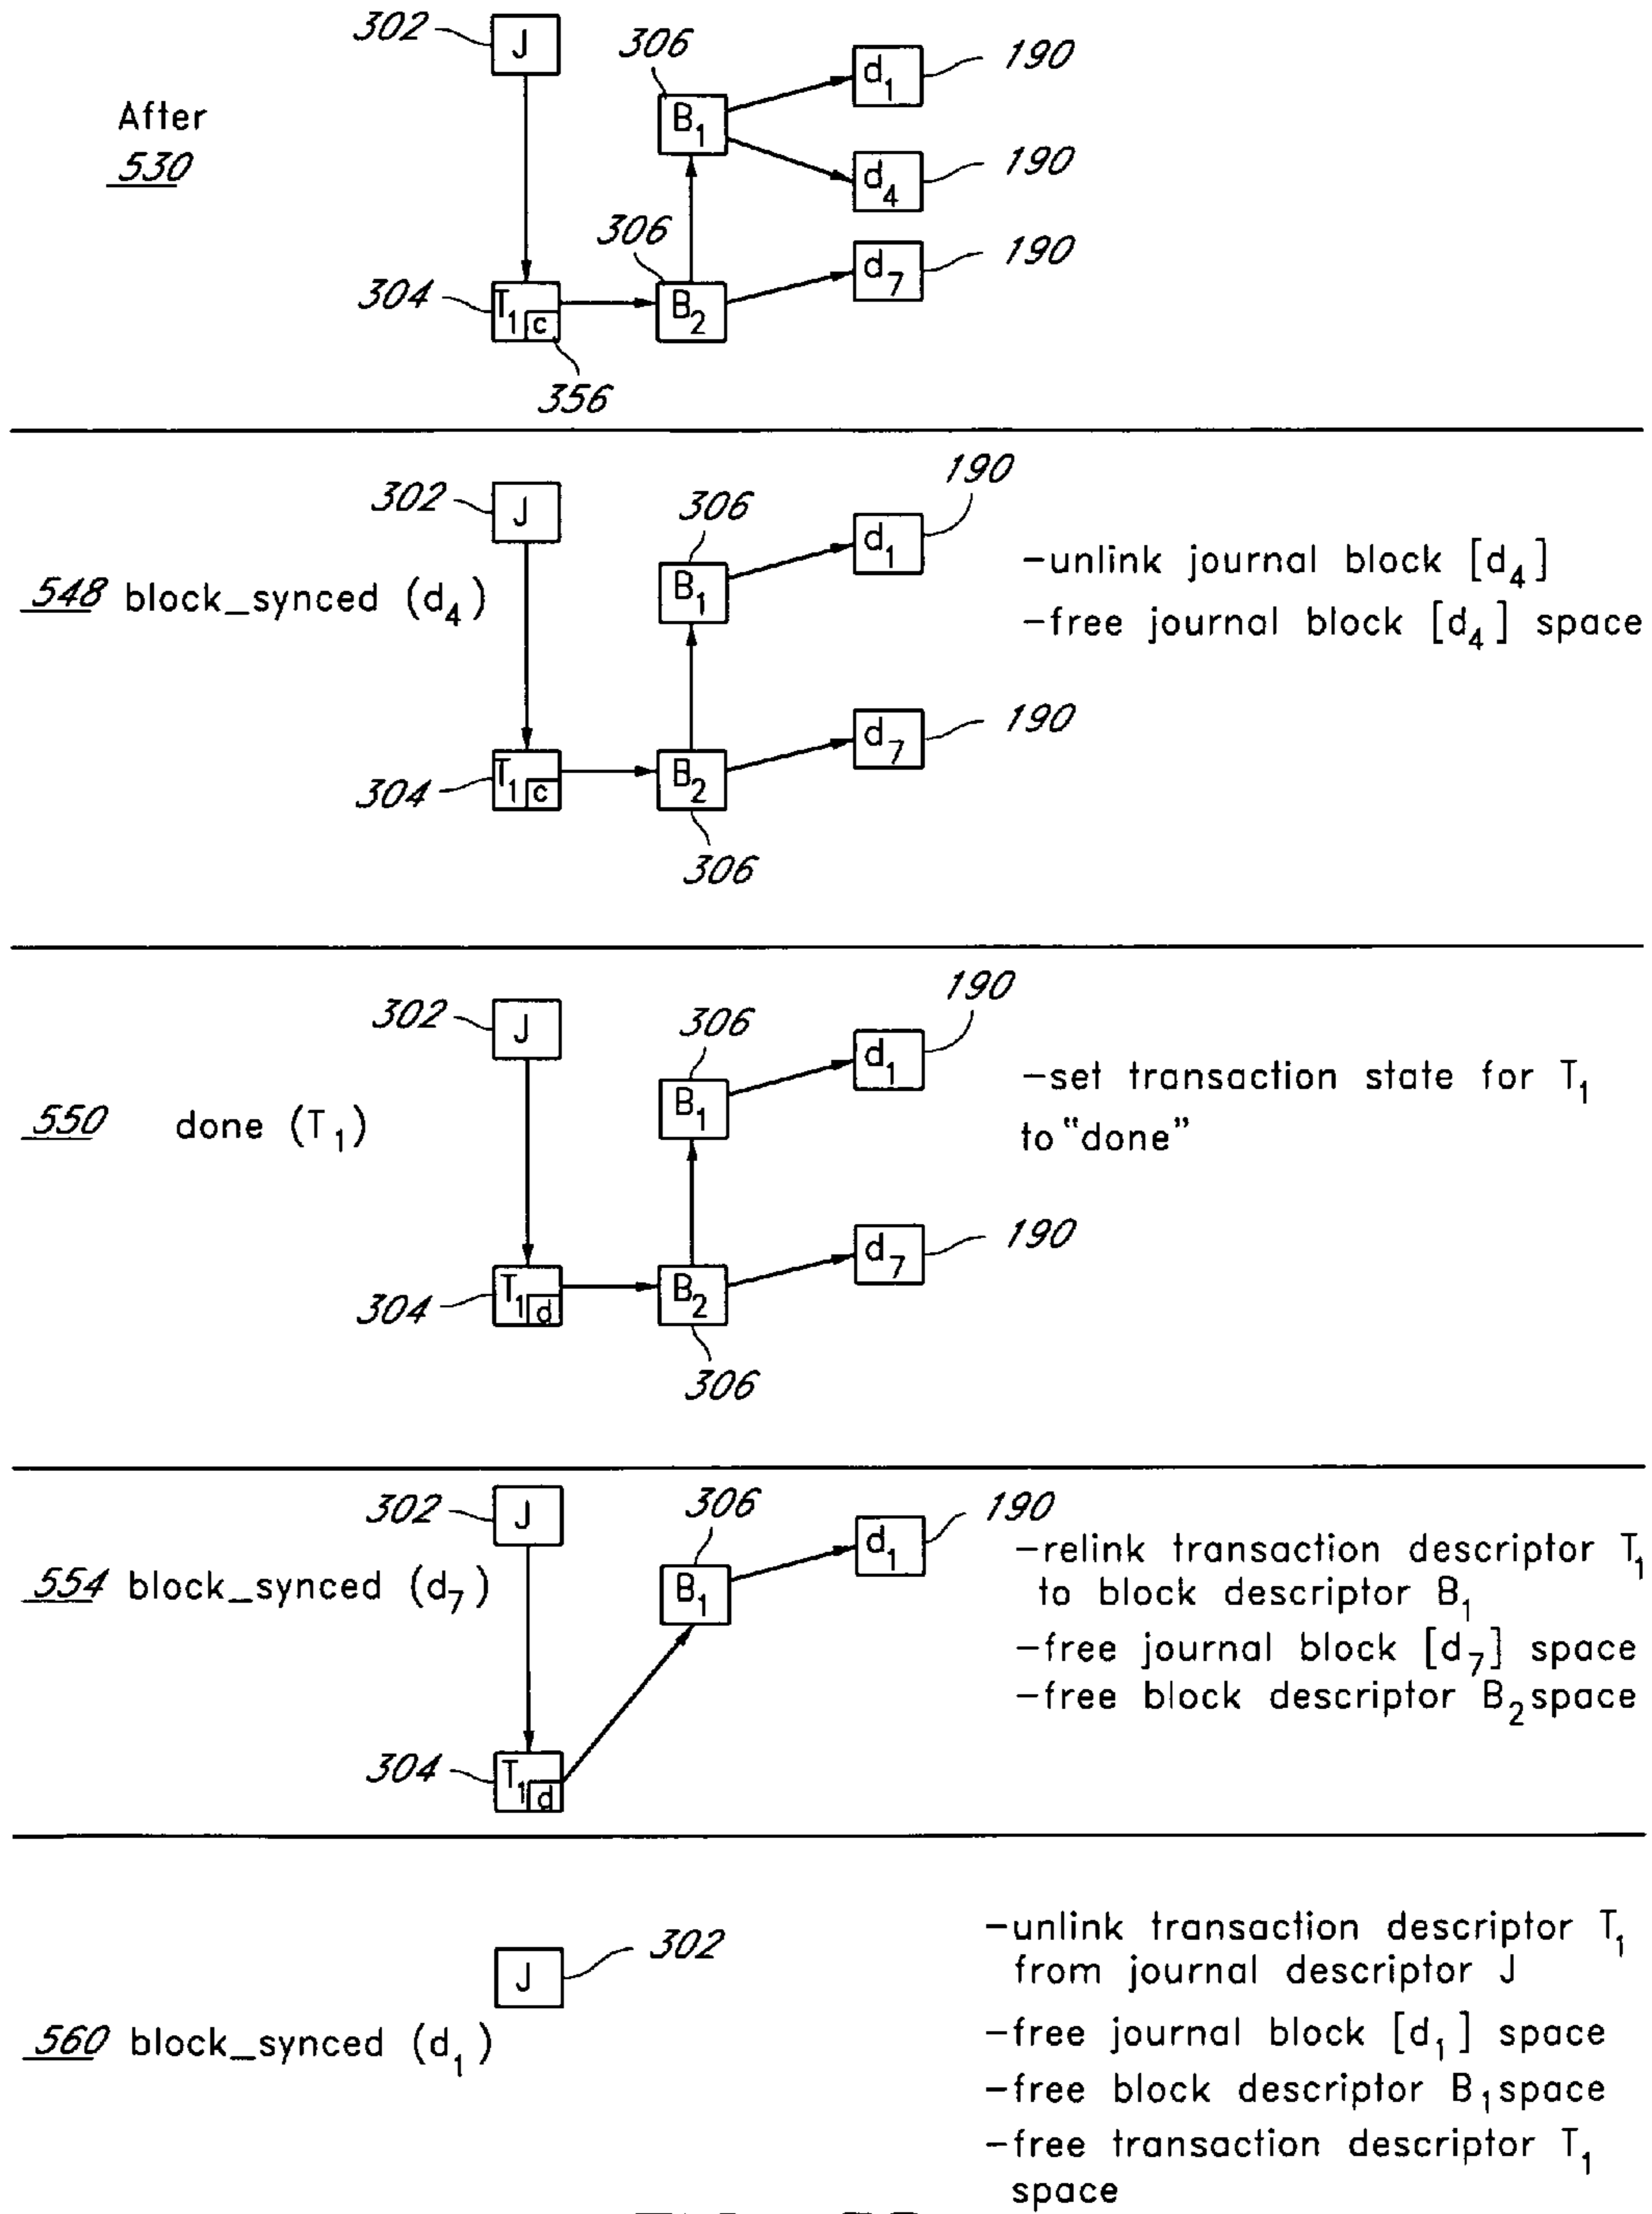 302
J
306
d1
190
After
530
B1
d4
190
306
d7
190
304
T1
c
B2
356
302
J
306
d1
190
548 block_synced (d4)
B1
-unlink journal block [d4]
-free journal block [d4] space
304
T1
c
B2
d7
190
306
302
J
306
d1
190
550 done (T1)
B1
-set transaction state for T1
to "done"
304
T1
d
B2
d7
190
306
302
J
306
d1
190
554 block_synced (d7)
B1
-relink transaction descriptor T1
to block descriptor B1
-free journal block [d7] space
-free block descriptor B2 space
304
T1
d
J
302
560 block_synced (d1)
-unlink transaction descriptor T1
from journal descriptor J
-free journal block [d1] space
-free block descriptor B1 space
-free transaction descriptor T1
space